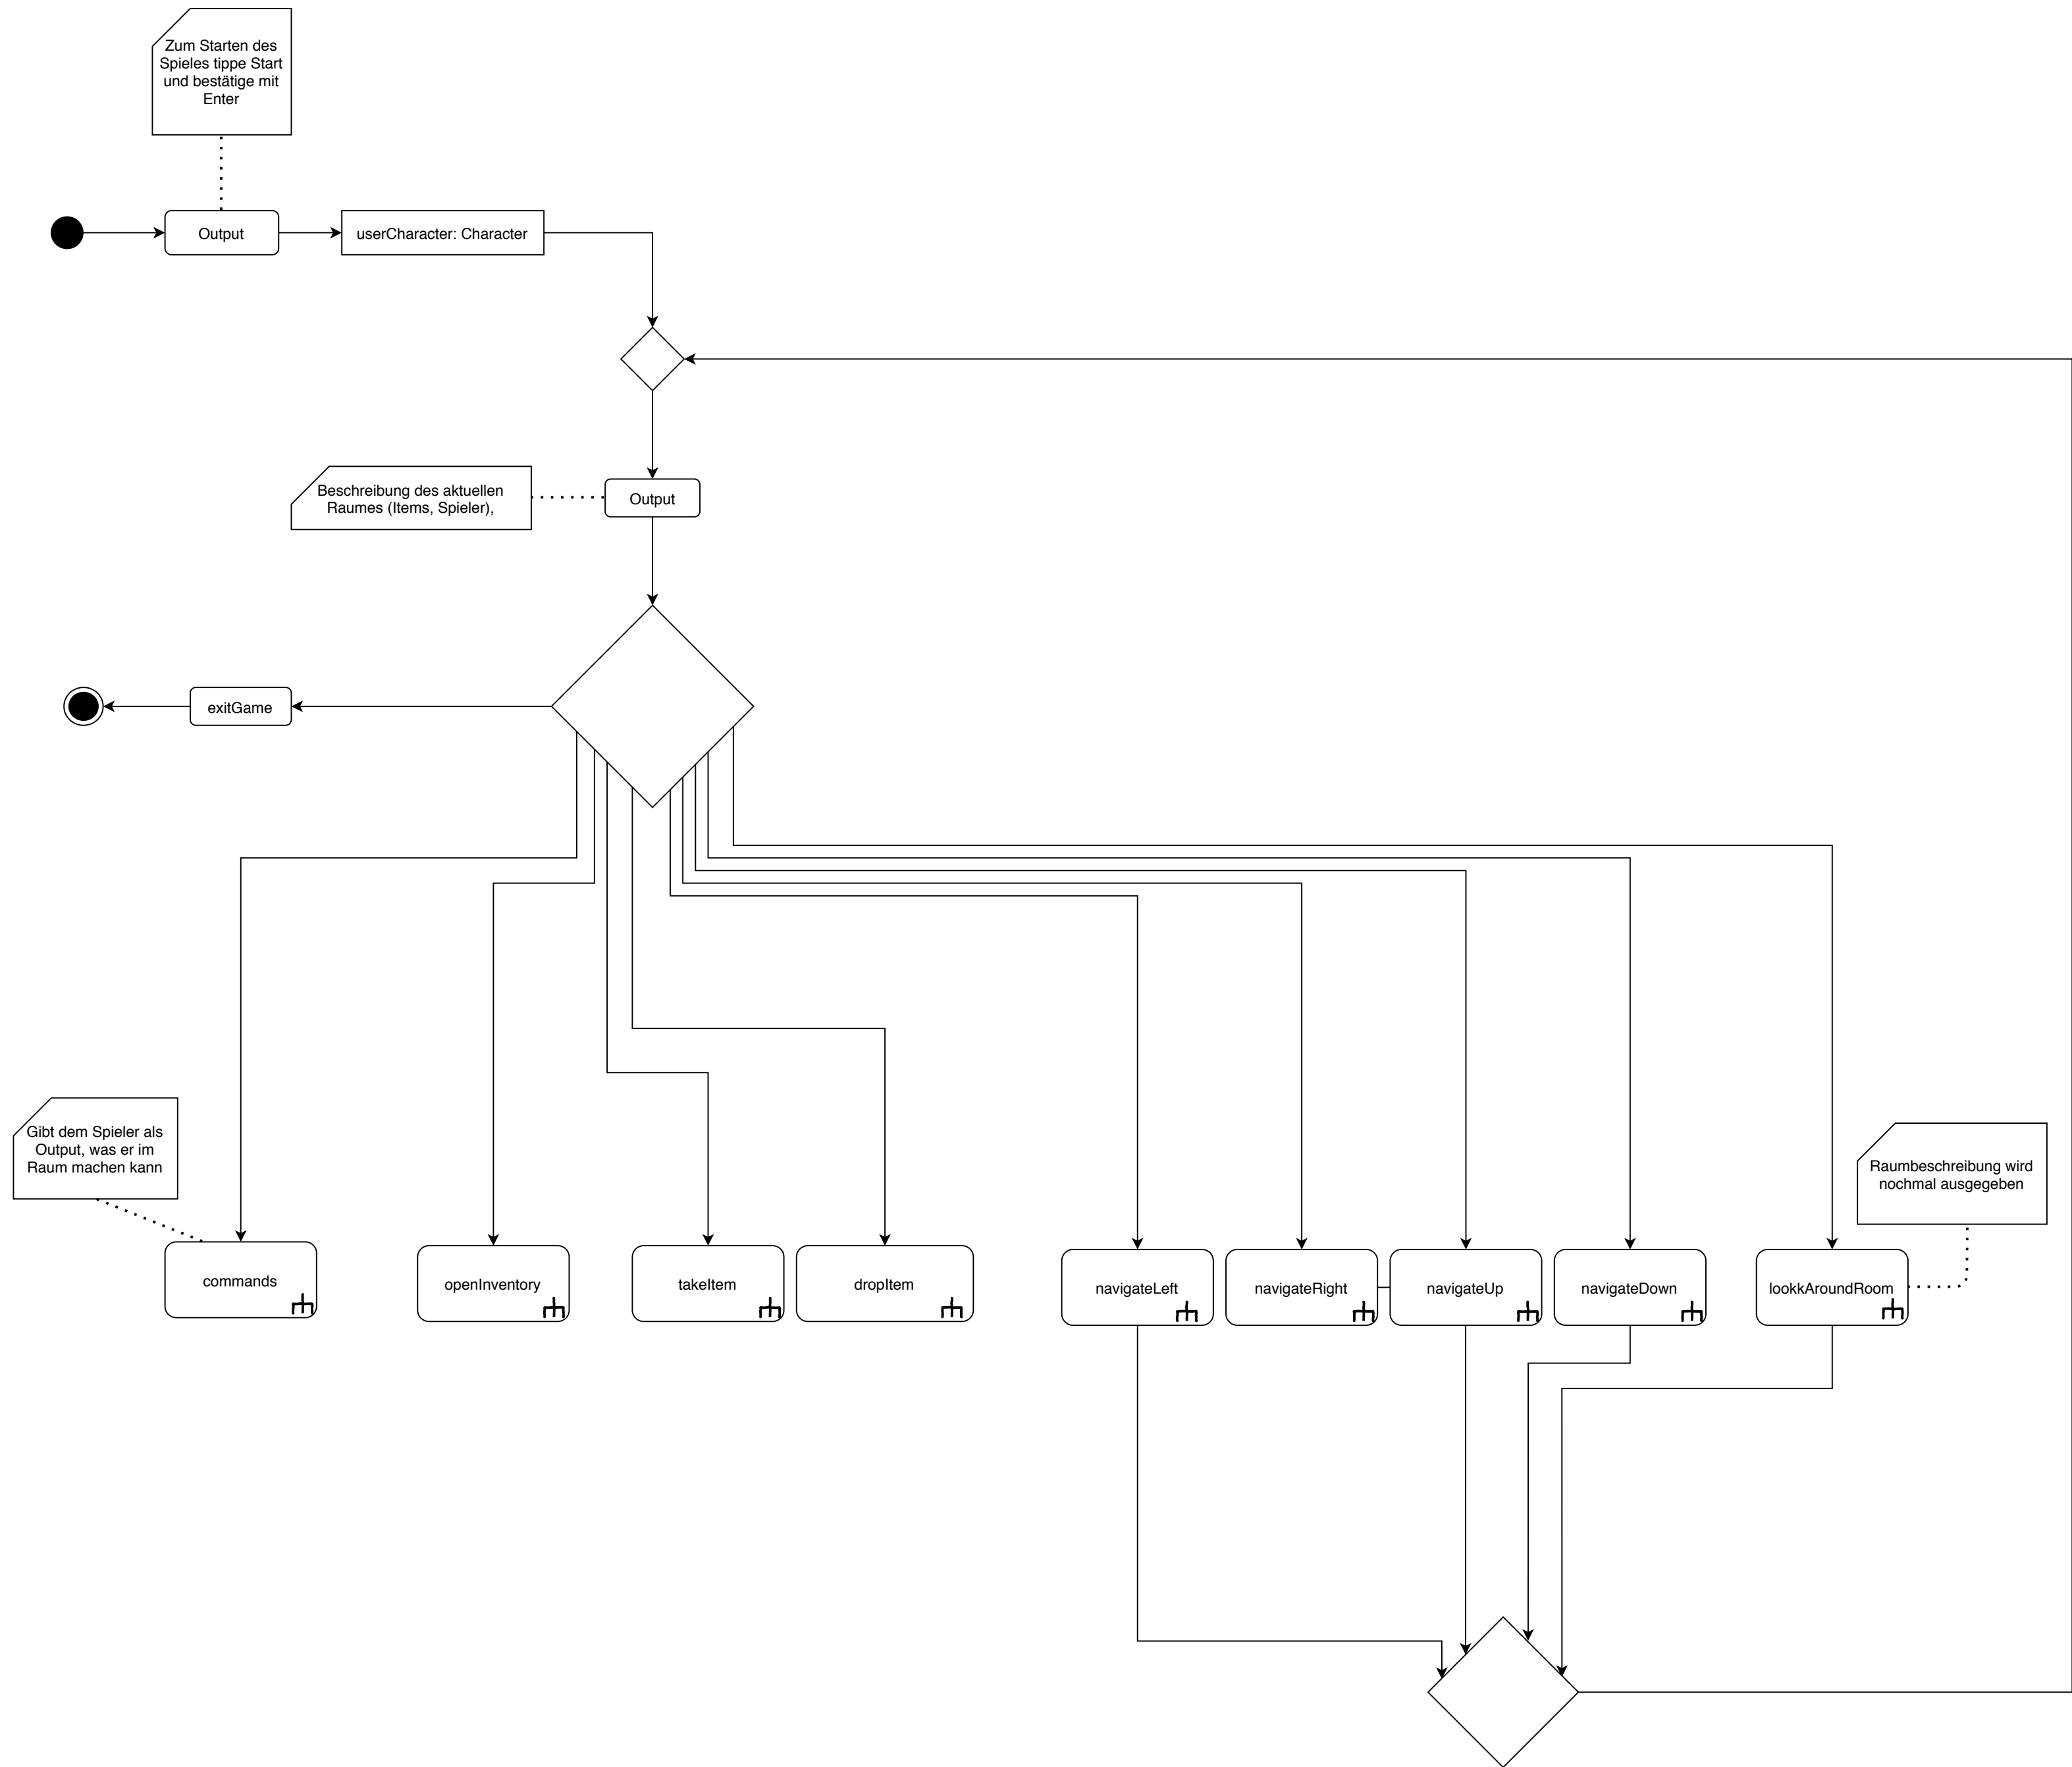 Zum Starten des
Spieles tippe Start
und bestätige mit
Enter
Output
userCharacter: Character
Beschreibung des aktuellen
Raumes (Items, Spieler),
Output
exitGame
Gibt dem Spieler als
Output, was er im
Raum machen kann
Raumbeschreibung wird
nochmal ausgegeben
commands
openInventory
takeItem
dropItem
navigateLeft
navigateRight
navigateUp
navigateDown
lookkAroundRoom